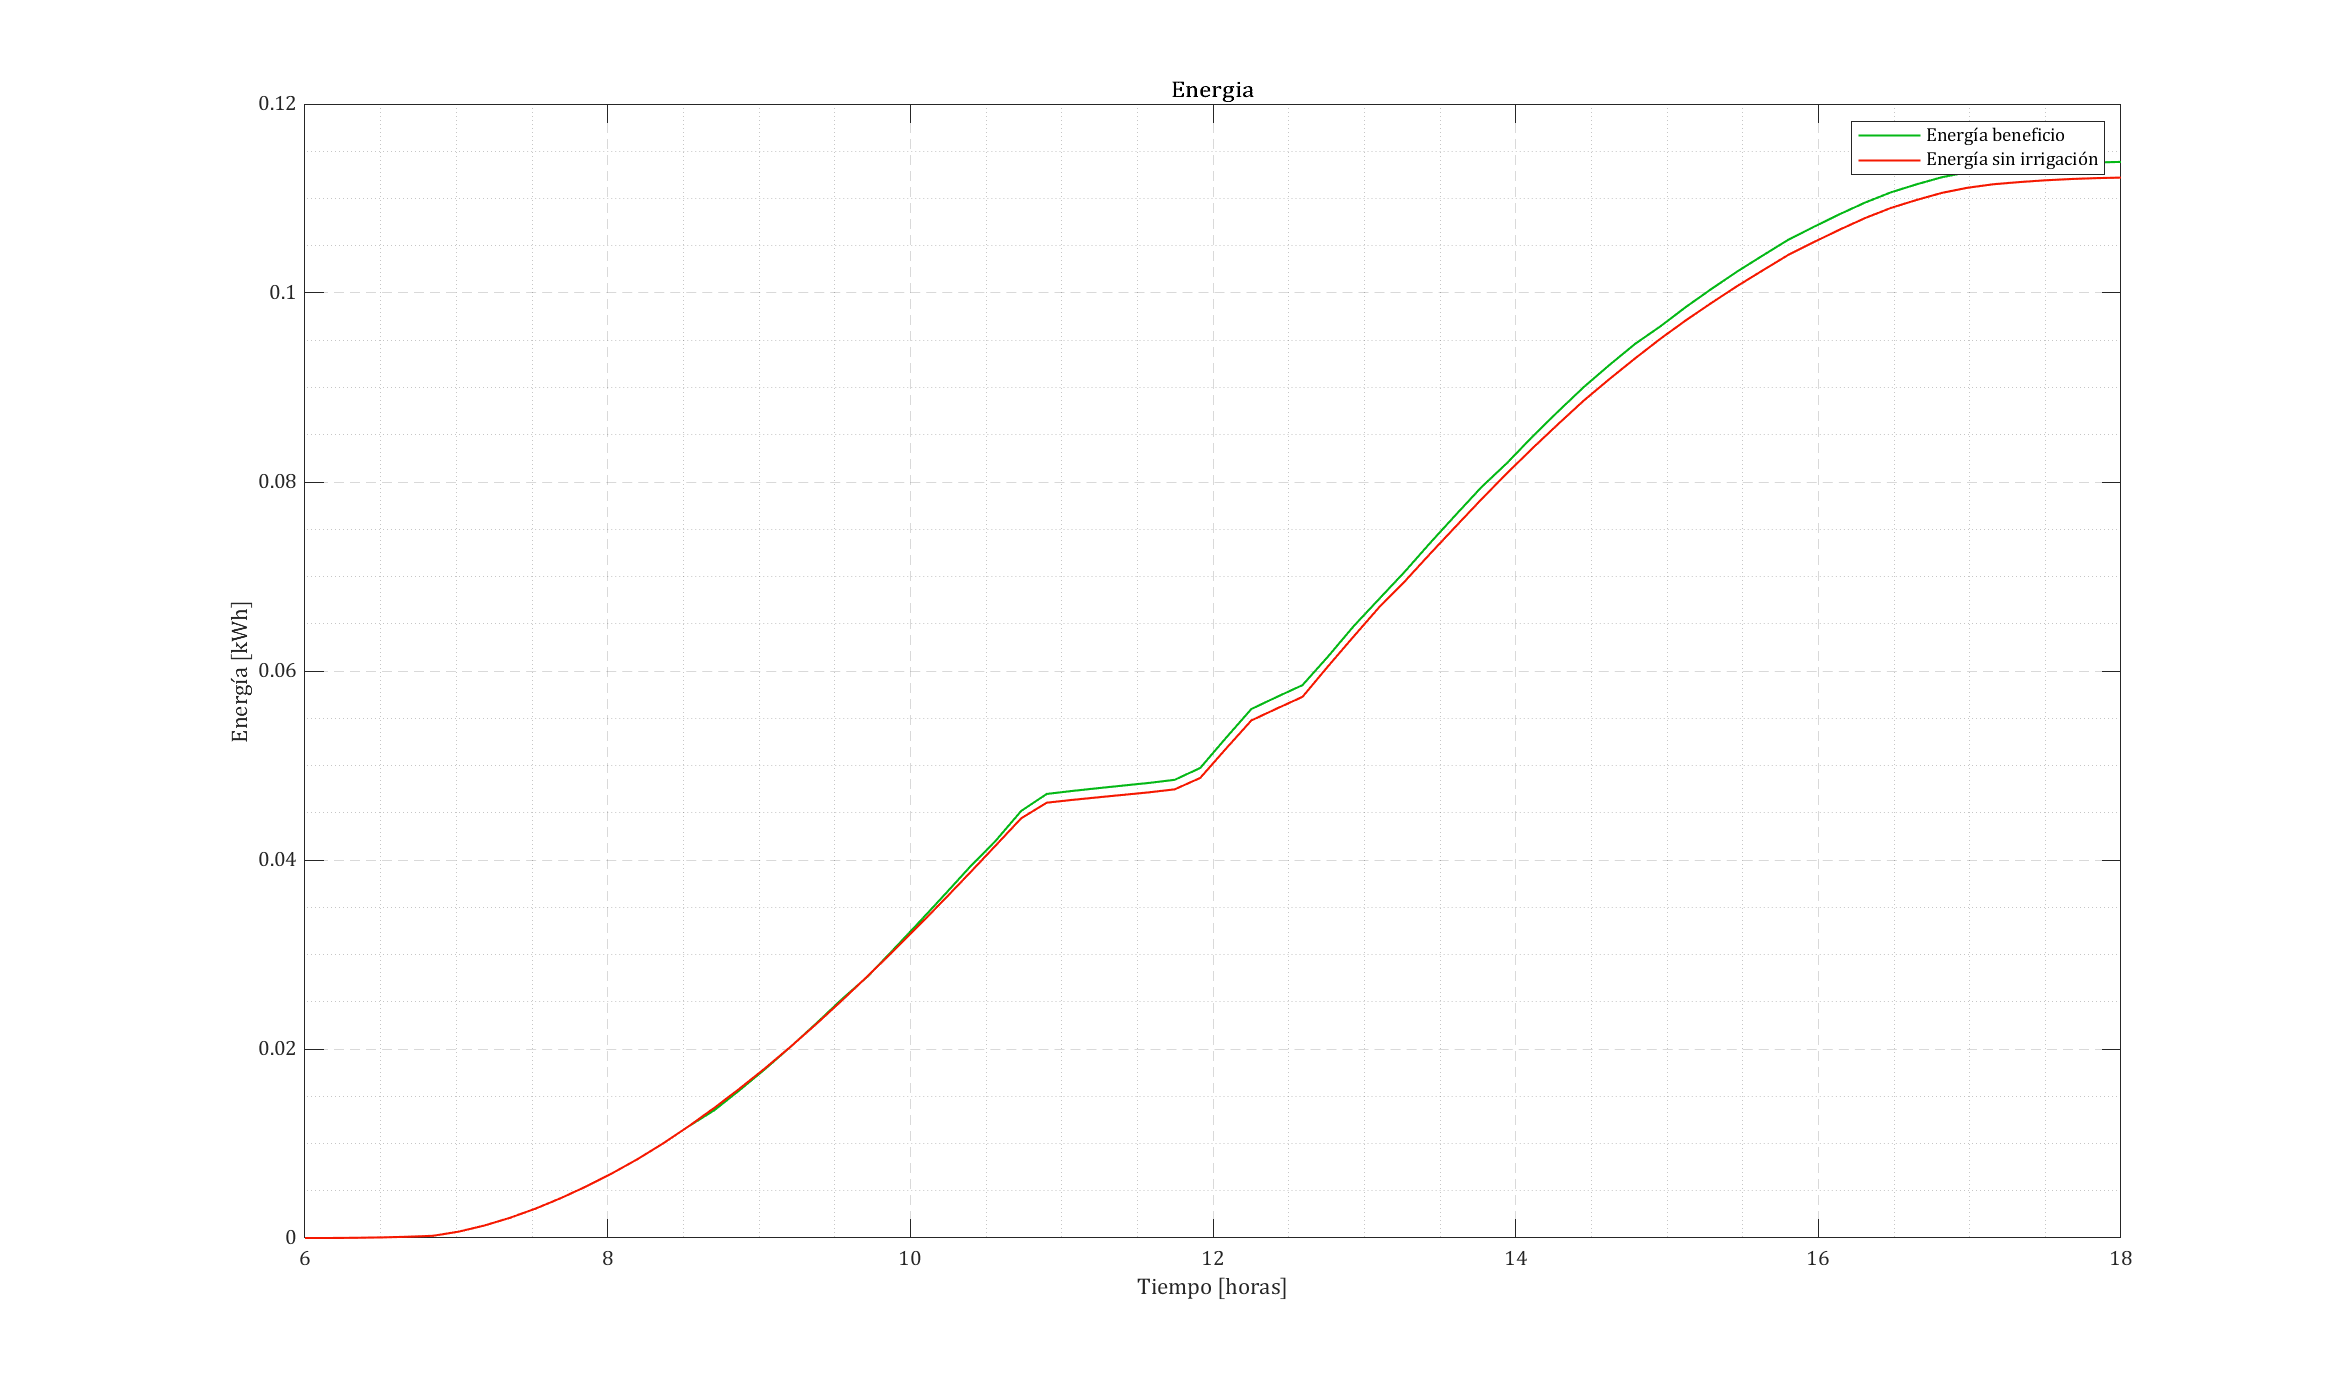 Energia
0.12
0.1
0.08
0.06
0.04
0.02
0
Energía [kWh]
Energía beneficio
Energía sin irrigación
6 8 10 12 14 16 18
Tiempo [horas]